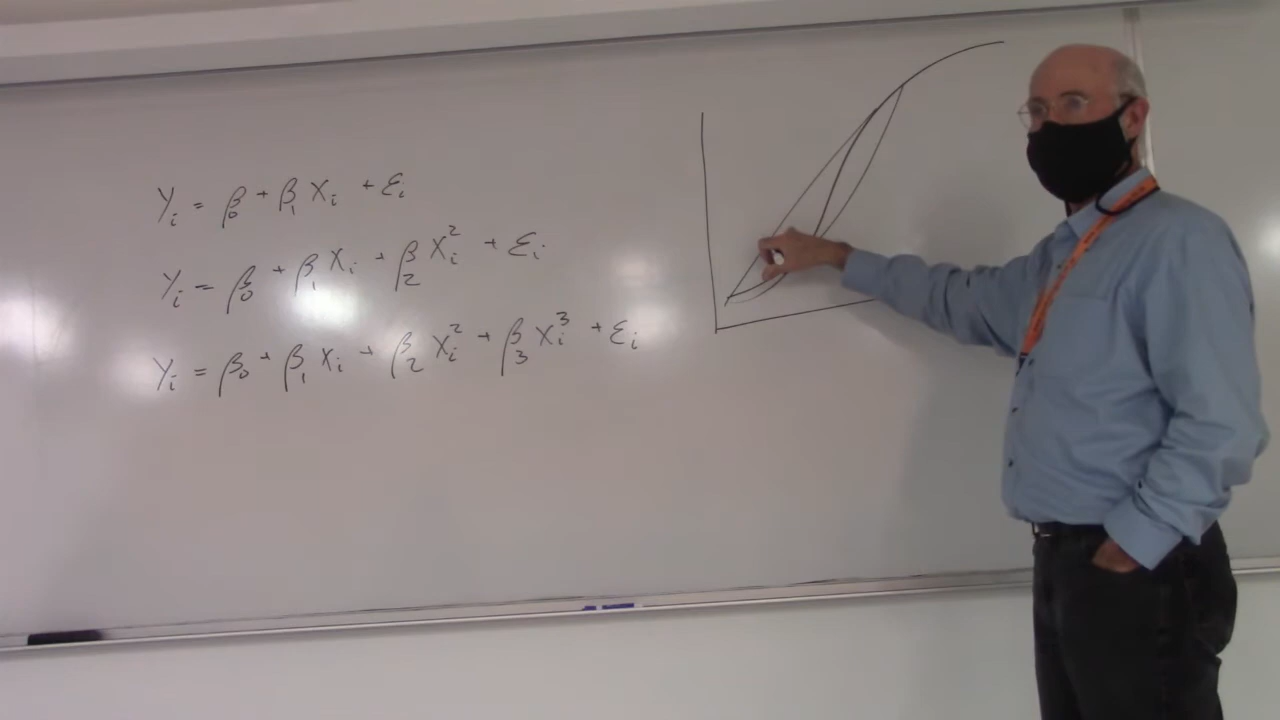 Yᵢ = β₀ + β₁ Xᵢ + εᵢ
Yᵢ = β₀ + β₁ Xᵢ + β₂ Xᵢ² + εᵢ
Yᵢ = β₀ + β₁ Xᵢ + β₂ Xᵢ² + β₃ Xᵢ³ + εᵢ